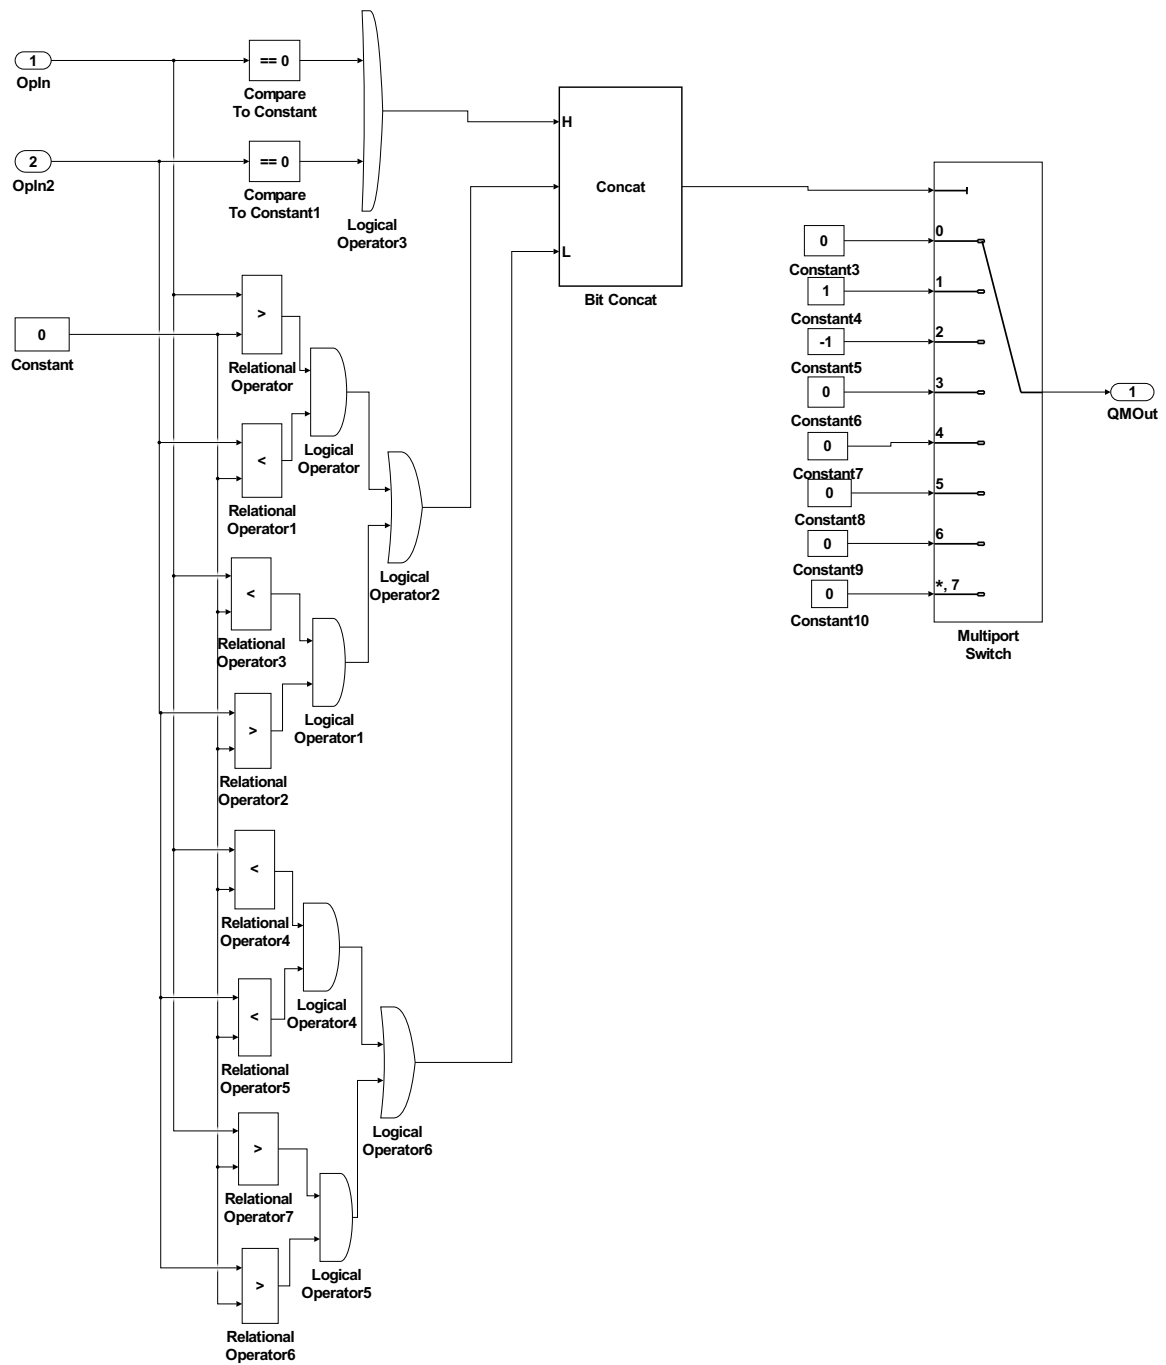 1
OpIn
== 0
Compare
To Constant
2
OpIn2
== 0
Compare
To Constant1
Logical
Operator3
H
Concat
L
Bit Concat
0
Constant
>
Relational
Operator
<
Relational
Operator1
Logical
Operator
<
Relational
Operator3
>
Relational
Operator2
Logical
Operator1
Logical
Operator2
<
Relational
Operator4
<
Relational
Operator5
Logical
Operator4
>
Relational
Operator7
>
Relational
Operator6
Logical
Operator5
Logical
Operator6
0
Constant3
1
Constant4
-1
Constant5
0
Constant6
0
Constant7
0
Constant8
0
Constant9
0
Constant10
0
1
2
3
4
5
6
*, 7
Multiport
Switch
1
QMOut